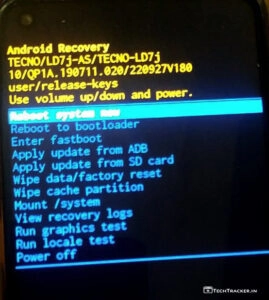 Android Recovery
TECNO/LD7j-AS/TECNO-LD7j
10/QP1A.190711.020/220927V180
user/release-keys
Use volume up/down and power.
Reboot system now
Reboot to bootloader
Enter fastboot
Apply update from ADB
Apply update from SD card
Wipe data/factory reset
Wipe cache partition
Mount /system
View recovery logs
Run graphics test
Run locale test
Power off
TECHTRACKER.IN